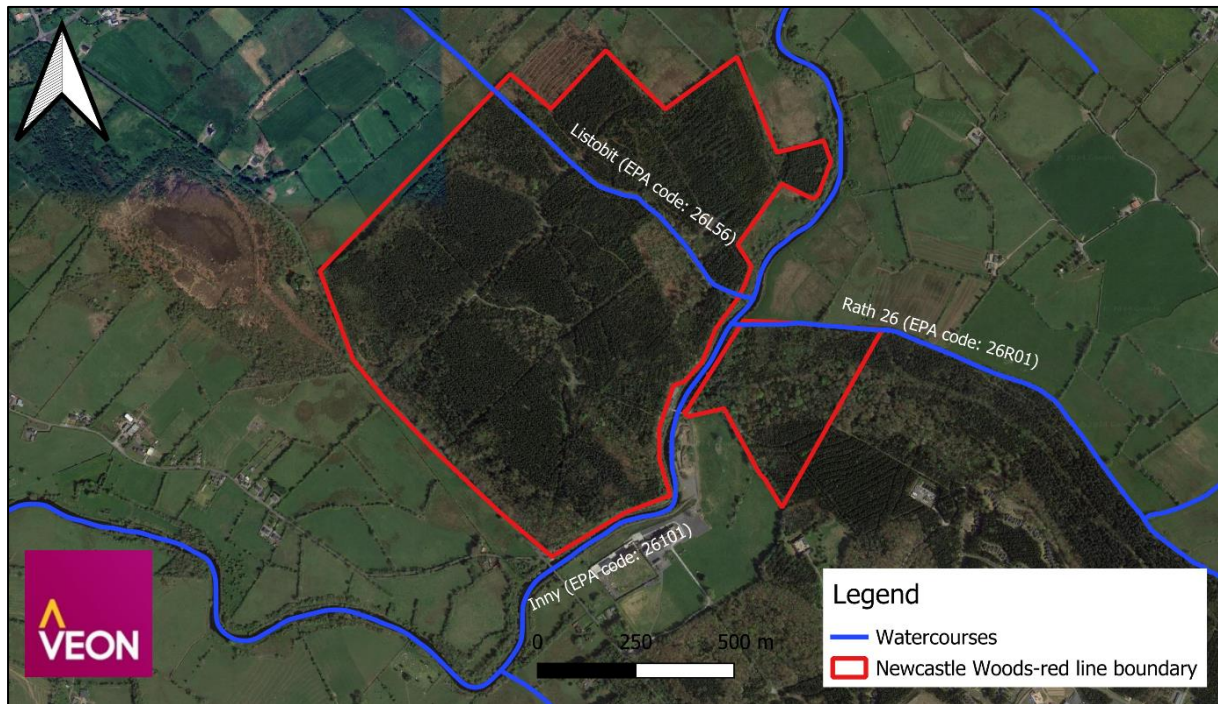 Listobit (EPA code: 26L56)
Rath 26 (EPA code: 26R01)
Inny (EPA code: 26101)
0 250 500 m
VEON
Legend
Watercourses
Newcastle Woods-red line boundary